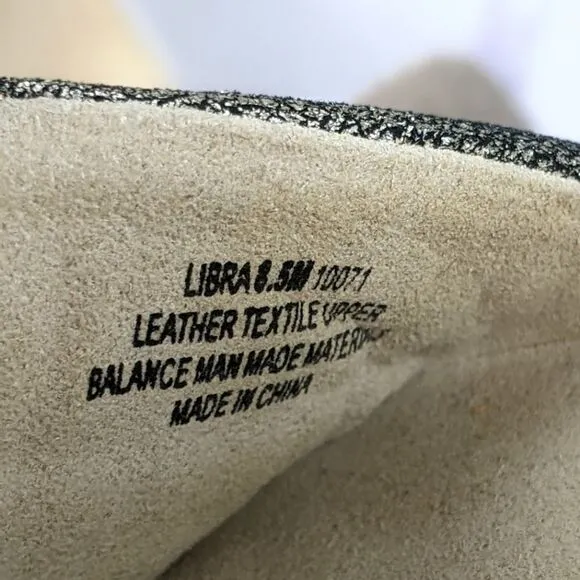 LIBRA 8.5M 10071
LEATHER TEXTILE UPPER
BALANCE MAN MADE
MADE IN CHINA